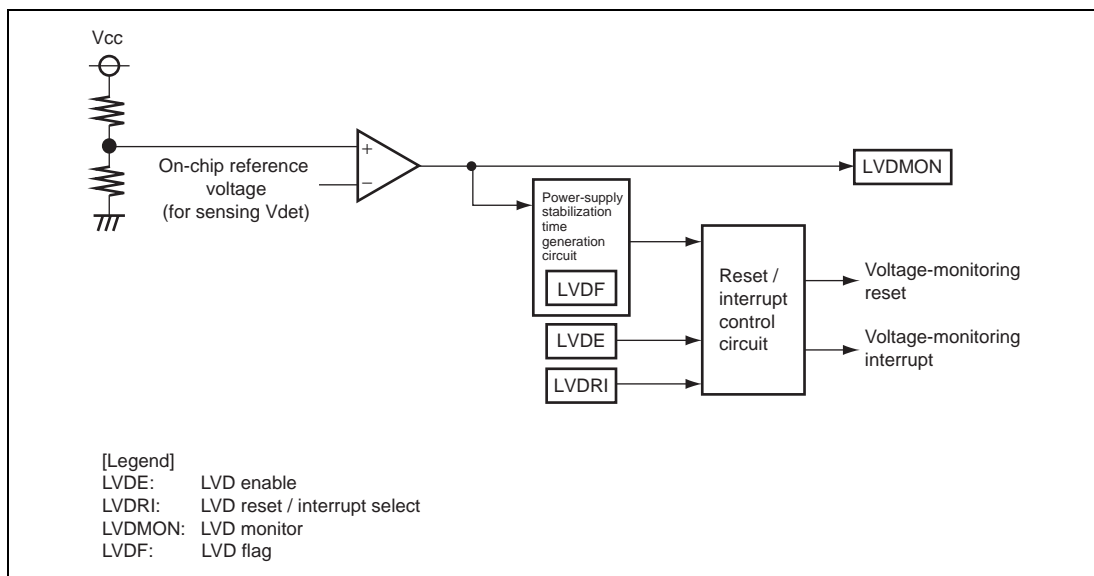 Vcc
On-chip reference
voltage
(for sensing Vdet)
+
−
LVDMON
Power-supply
stabilization
time
generation
circuit
LVDF
LVDE
LVDRI
Reset /
interrupt
control
circuit
Voltage-monitoring
reset
Voltage-monitoring
interrupt
[Legend]
LVDE: LVD enable
LVDRI: LVD reset / interrupt select
LVDMON: LVD monitor
LVDF: LVD flag